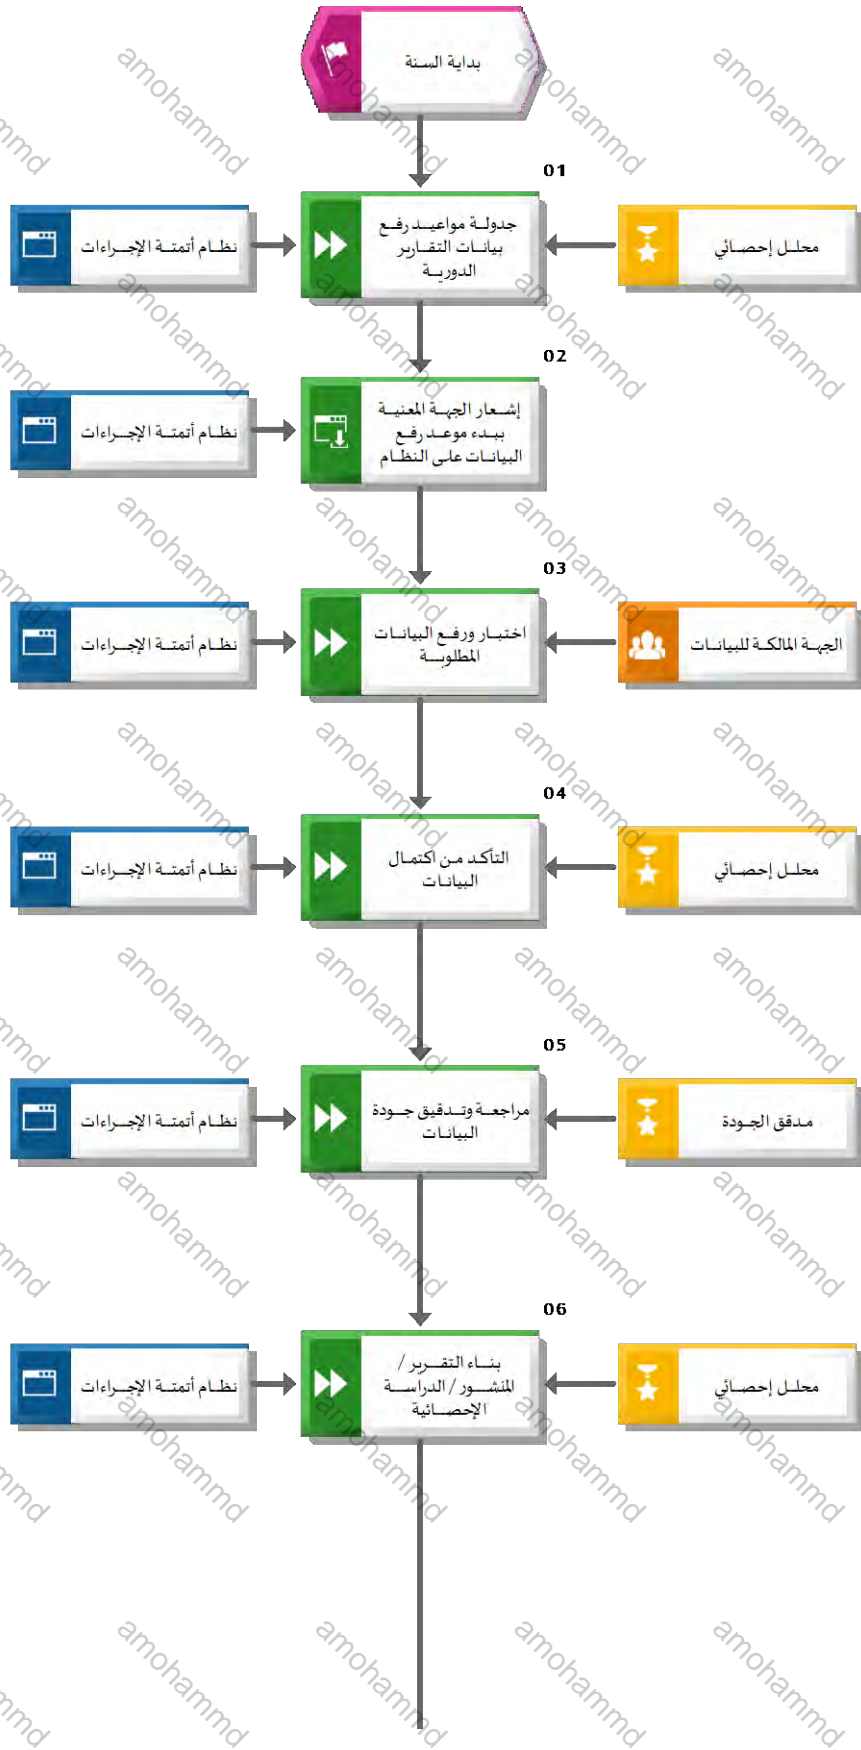 بداية السنة
01
محلل إحصائي
جدولة مواعيد رفع
بيانات التقارير
الدورية
نظام أتمتة الإجراءات
02
إشعار الجهة المعنية
ببدء موعد رفع
البيانات على النظام
نظام أتمتة الإجراءات
03
الجهة المالكة للبيانات
اختبار ورفع البيانات
المطلوبة
نظام أتمتة الإجراءات
04
محلل إحصائي
التأكد من اكتمال
البيانات
نظام أتمتة الإجراءات
05
مدقق الجودة
مراجعة وتدقيق جودة
البيانات
نظام أتمتة الإجراءات
06
محلل إحصائي
بناء التقرير /
المنشور / الدراسة
الإحصائية
نظام أتمتة الإجراءات
amohammd